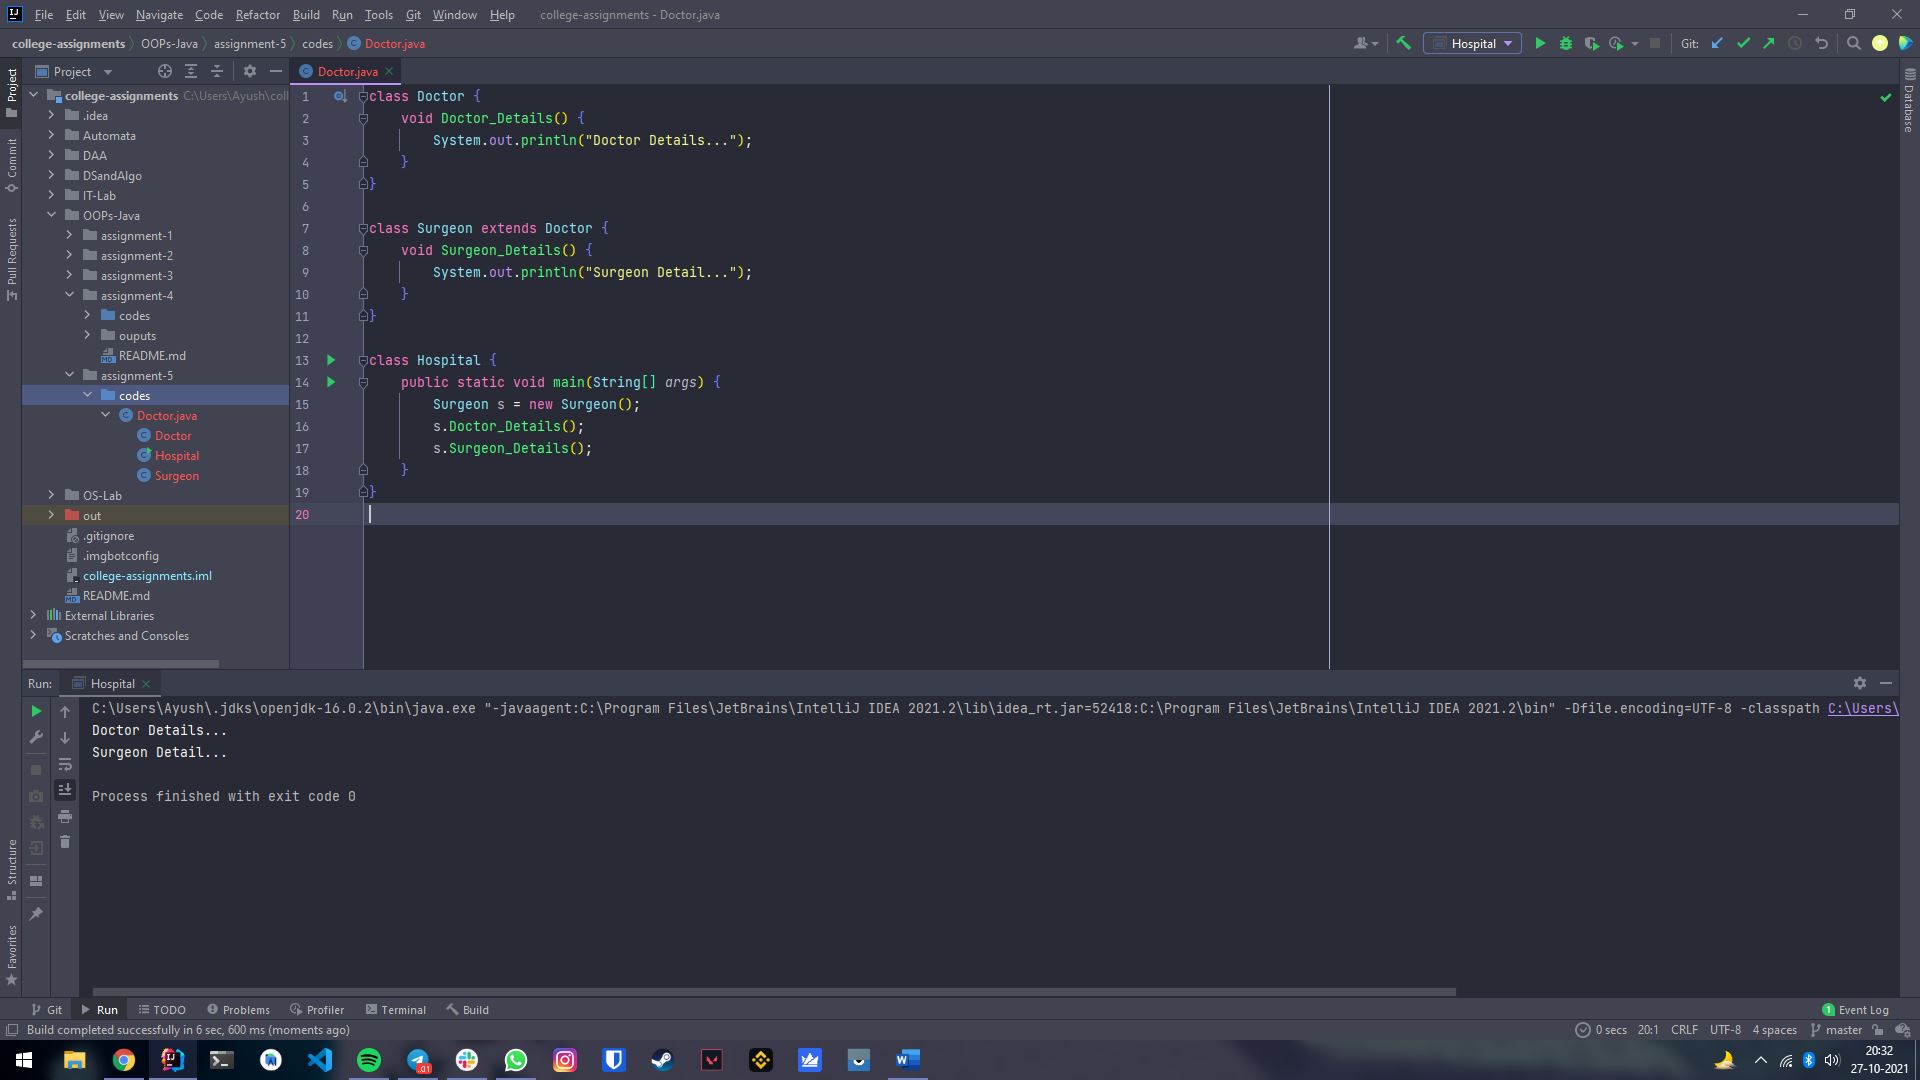 File Edit View Navigate Code Refactor Build Run Tools Git Window Help college-assignments - Doctor.java
college-assignments OOPs-Java assignment-5 codes Doctor.java
Hospital
Git:
Project
Doctor.java
college-assignments C:\Users\Ayush\coll
.idea
Automata
DAA
DSandAlgo
IT-Lab
OOPs-Java
assignment-1
assignment-2
assignment-3
assignment-4
codes
ouputs
README.md
assignment-5
codes
Doctor.java
Doctor
Hospital
Surgeon
OS-Lab
out
.gitignore
.imgbotconfig
college-assignments.iml
README.md
External Libraries
Scratches and Consoles
Project
Commit
Pull Requests
Structure
Favorites
Database
1 class Doctor {
2     void Doctor_Details() {
3         System.out.println("Doctor Details...");
4     }
5 }
6
7 class Surgeon extends Doctor {
8     void Surgeon_Details() {
9         System.out.println("Surgeon Detail...");
10     }
11 }
12
13 class Hospital {
14     public static void main(String[] args) {
15         Surgeon s = new Surgeon();
16         s.Doctor_Details();
17         s.Surgeon_Details();
18     }
19 }
20
Run: Hospital
C:\Users\Ayush\.jdks\openjdk-16.0.2\bin\java.exe "-javaagent:C:\Program Files\JetBrains\IntelliJ IDEA 2021.2\lib\idea_rt.jar=52418:C:\Program Files\JetBrains\IntelliJ IDEA 2021.2\bin" -Dfile.encoding=UTF-8 -classpath C:\Users\
Doctor Details...
Surgeon Detail...
Process finished with exit code 0
Git Run TODO Problems Profiler Terminal Build
1 Event Log
Build completed successfully in 6 sec, 600 ms (moments ago)
0 secs 20:1 CRLF UTF-8 4 spaces master
20:32
27-10-2021